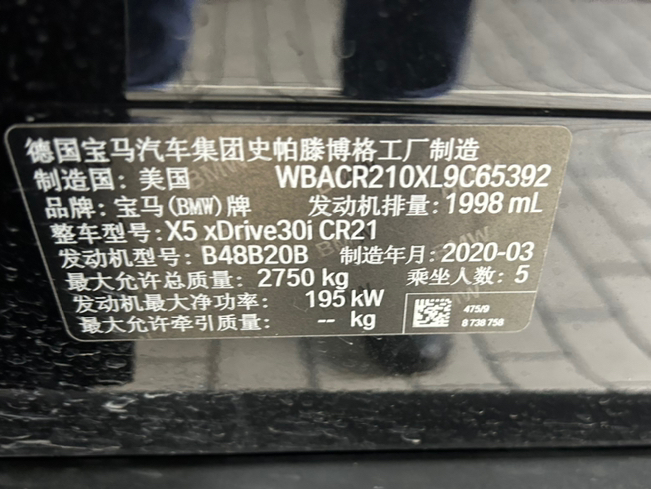 德国宝马汽车集团史帕滕博格工厂制造
制造国: 美国 WBACR210XL9C65392
品牌: 宝马(BMW)牌 发动机排量: 1998 mL
整车型号: X5 xDrive30i CR21
发动机型号: B48B20B 制造年月: 2020-03
最大允许总质量: 2750 kg 乘坐人数: 5
发动机最大净功率: 195 kW
最大允许牵引质量: -- kg
475/9
8 738 758